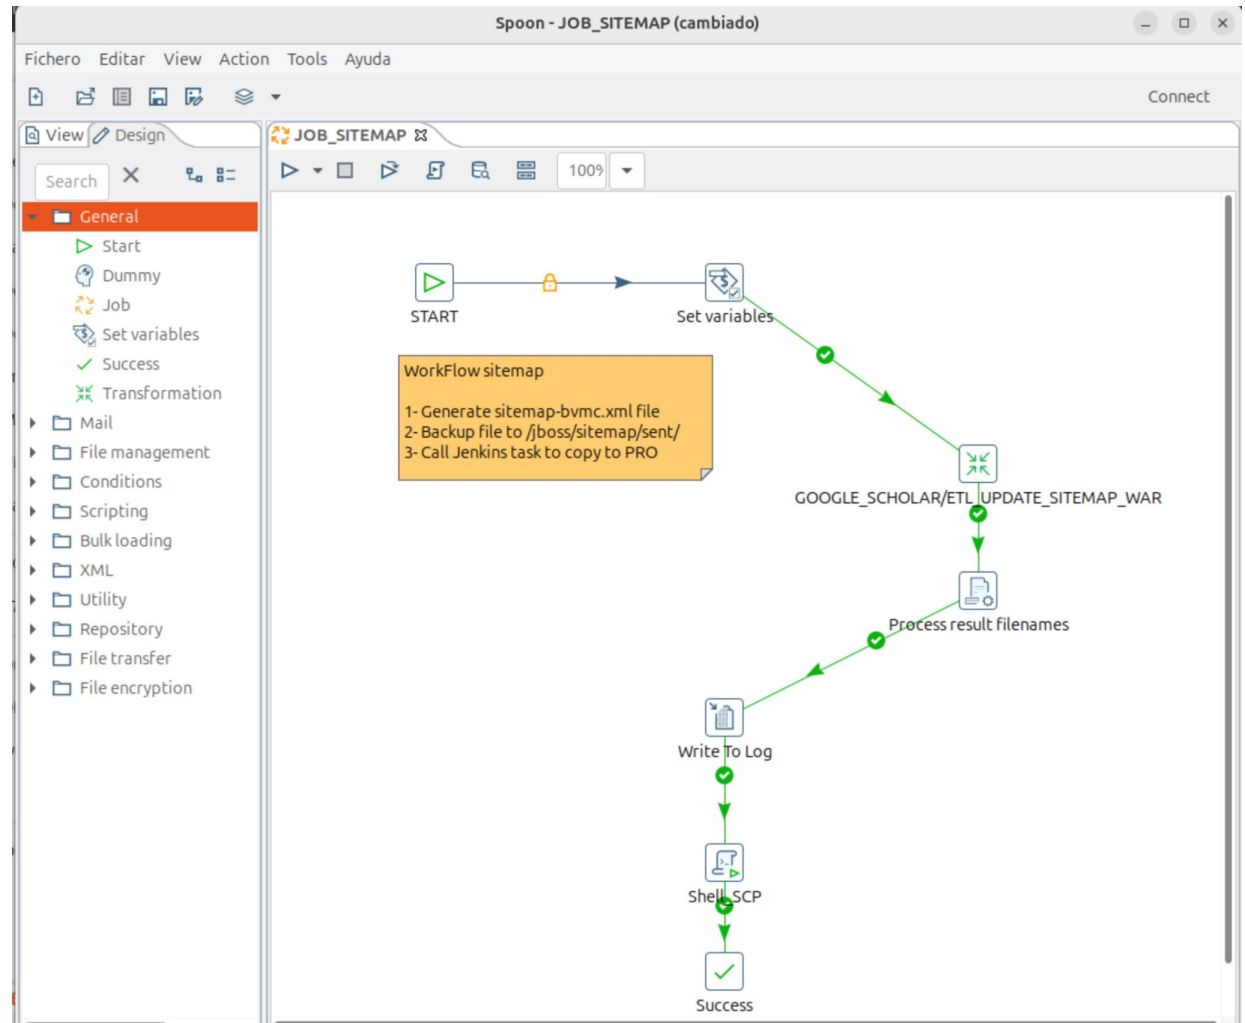 Spoon - JOB_SITEMAP (cambiado)
Fichero Editar View Action Tools Ayuda
Connect
View Design
JOB_SITEMAP
Search
100%
General
Start
Dummy
Job
Set variables
Success
Transformation
Mail
File management
Conditions
Scripting
Bulk loading
XML
Utility
Repository
File transfer
File encryption
START
Set variables
WorkFlow sitemap
1- Generate sitemap-bvmc.xml file
2- Backup file to /jboss/sitemap/sent/
3- Call Jenkins task to copy to PRO
GOOGLE_SCHOLAR/ETL_UPDATE_SITEMAP_WAR
Process result filenames
Write To Log
Shell_SCP
Success